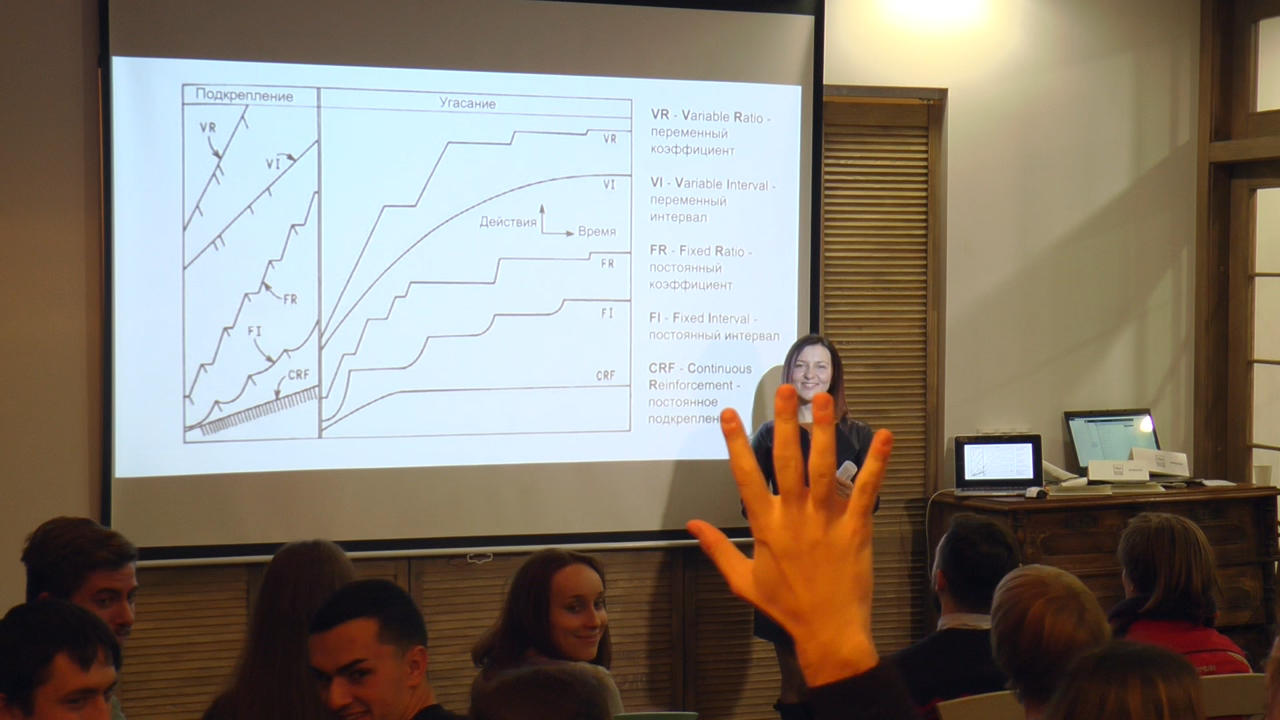 Подкрепление
Угасание
VR
VI
FR
FI
CRF
VR
VI
Действия
Время
FR
FI
CRF
VR - Variable Ratio -
переменный
коэффициент
VI - Variable Interval -
переменный
интервал
FR - Fixed Ratio -
постоянный
коэффициент
FI - Fixed Interval -
постоянный интервал
CRF - Continuous
Reinforcement -
постоянное